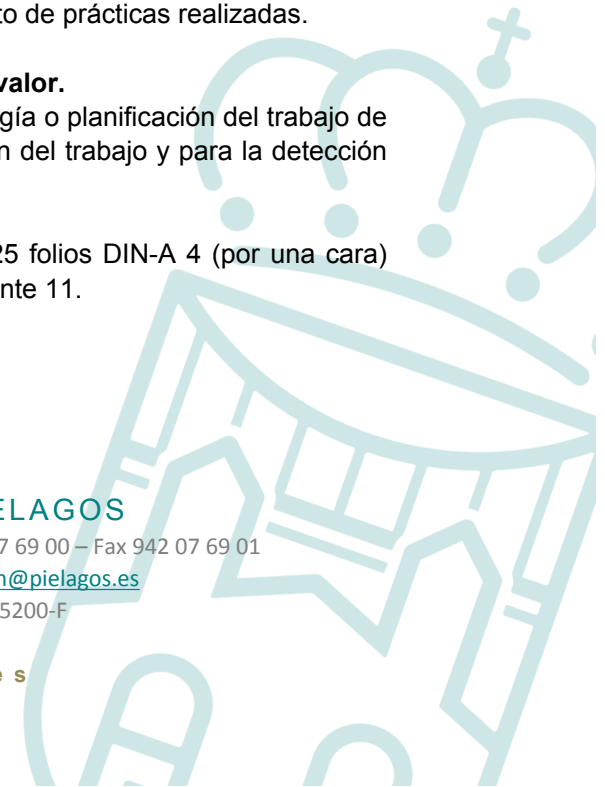 to de prácticas realizadas.
valor.
gía o planificación del trabajo de
n del trabajo y para la detección
25 folios DIN-A 4 (por una cara)
nte 11.
ELAGOS
7 69 00 – Fax 942 07 69 01
n@pielagos.es
5200-F
e s